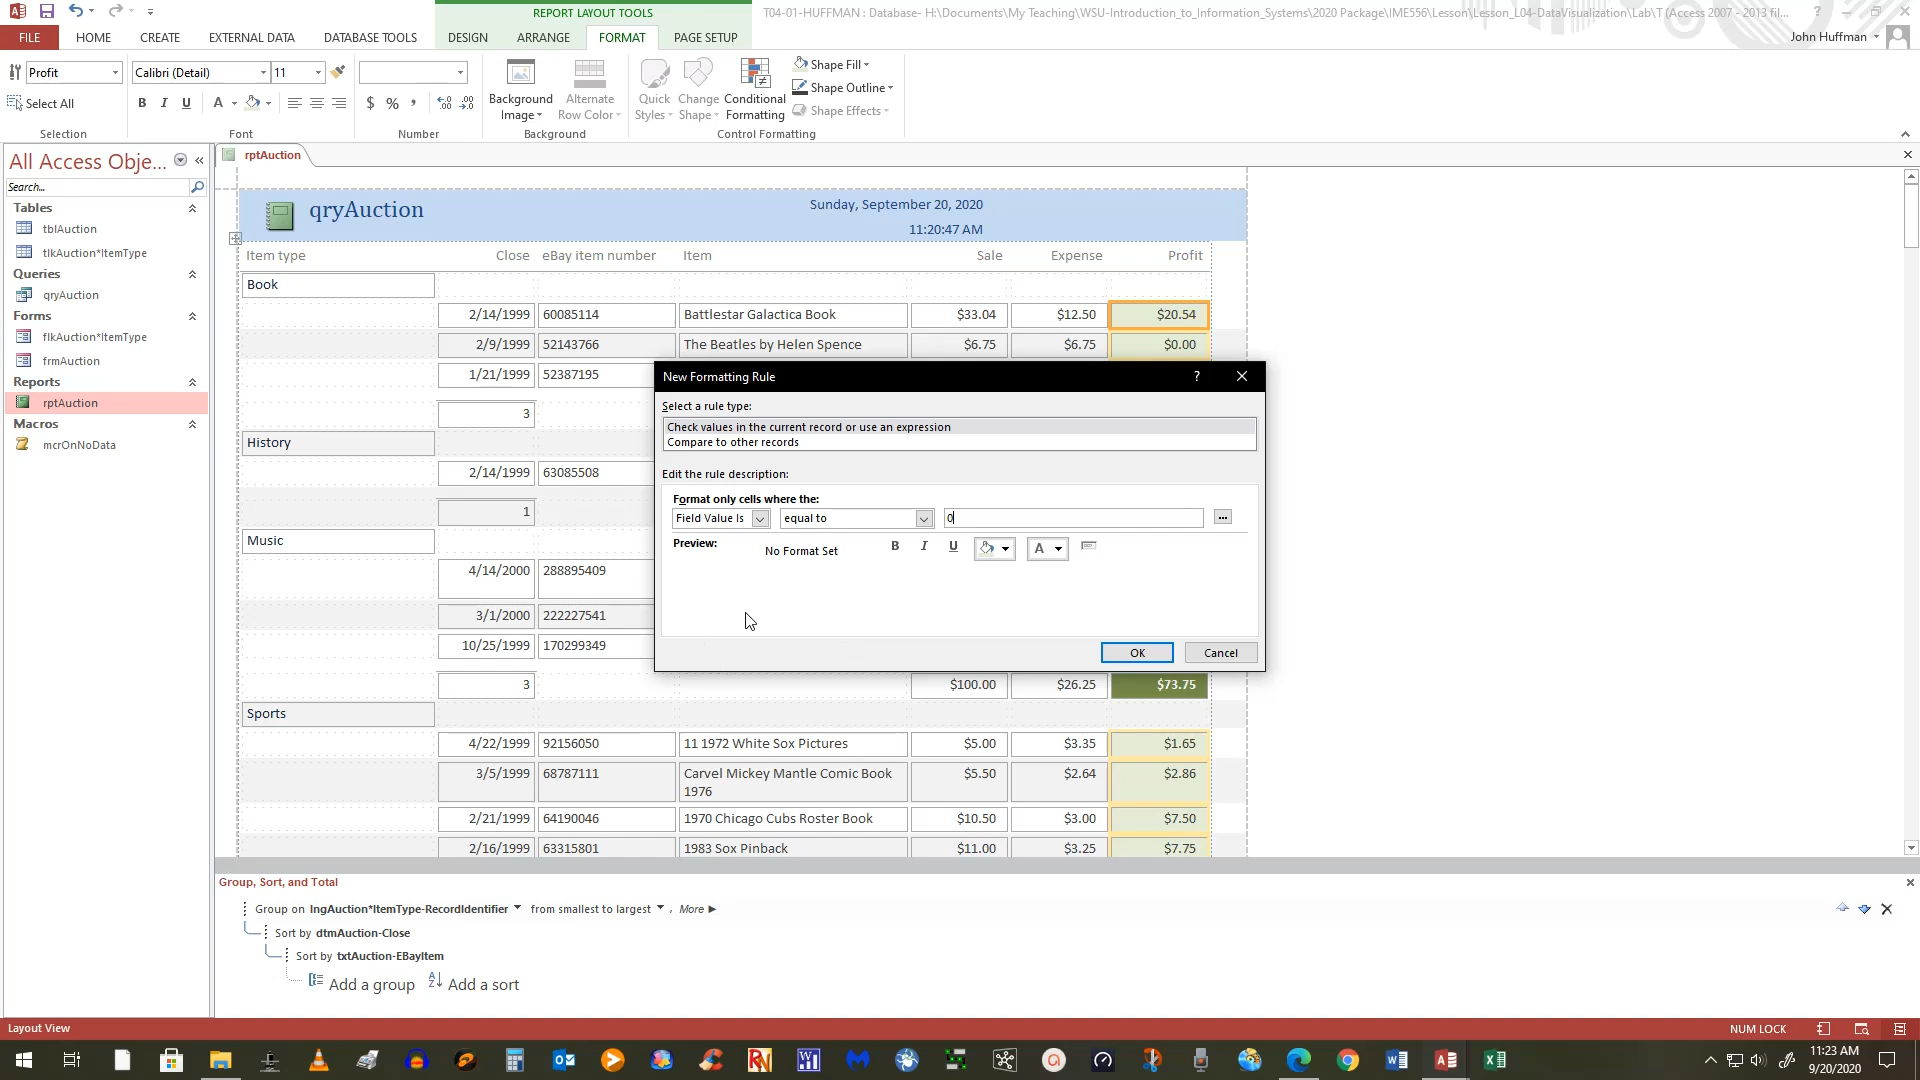 REPORT LAYOUT TOOLS
T04-01-HUFFMAN : Database- H:\Documents\My Teaching\WSU-Introduction_to_Information_Systems\2020 Package\IME556\Lesson\Lesson_L04-DataVisualization\Lab\T (Access 2007 - 2013 fil...
FILE HOME CREATE EXTERNAL DATA DATABASE TOOLS DESIGN ARRANGE FORMAT PAGE SETUP
John Huffman
Profit Calibri (Detail) 11
Select All
B I U A $ % ,
Background Image
Alternate Row Color
Quick Styles
Change Shape
Conditional Formatting
Shape Fill
Shape Outline
Shape Effects
Selection Font Number Background Control Formatting
All Access Obje...
Search...
Tables
tblAuction
tlkAuction*ItemType
Queries
qryAuction
Forms
flkAuction*ItemType
frmAuction
Reports
rptAuction
Macros
mcrOnNoData
rptAuction
qryAuction
Sunday, September 20, 2020
11:20:47 AM
Item type Close eBay item number Item Sale Expense Profit
Book
2/14/1999 60085114 Battlestar Galactica Book $33.04 $12.50 $20.54
2/9/1999 52143766 The Beatles by Helen Spence $6.75 $6.75 $0.00
1/21/1999 52387195
3
History
2/14/1999 63085508
1
Music
4/14/2000 288895409
3/1/2000 222227541
10/25/1999 170299349
3 $100.00 $26.25 $73.75
Sports
4/22/1999 92156050 11 1972 White Sox Pictures $5.00 $3.35 $1.65
3/5/1999 68787111 Carvel Mickey Mantle Comic Book 1976 $5.50 $2.64 $2.86
2/21/1999 64190046 1970 Chicago Cubs Roster Book $10.50 $3.00 $7.50
2/16/1999 63315801 1983 Sox Pinback $11.00 $3.25 $7.75
New Formatting Rule ?
Select a rule type:
Check values in the current record or use an expression
Compare to other records
Edit the rule description:
Format only cells where the:
Field Value Is equal to 0 ...
Preview: No Format Set B I U A
OK Cancel
Group, Sort, and Total
Group on lngAuction*ItemType-RecordIdentifier from smallest to largest , More
Sort by dtmAuction-Close
Sort by txtAuction-EBayItem
Add a group Add a sort
Layout View NUM LOCK
11:23 AM
9/20/2020